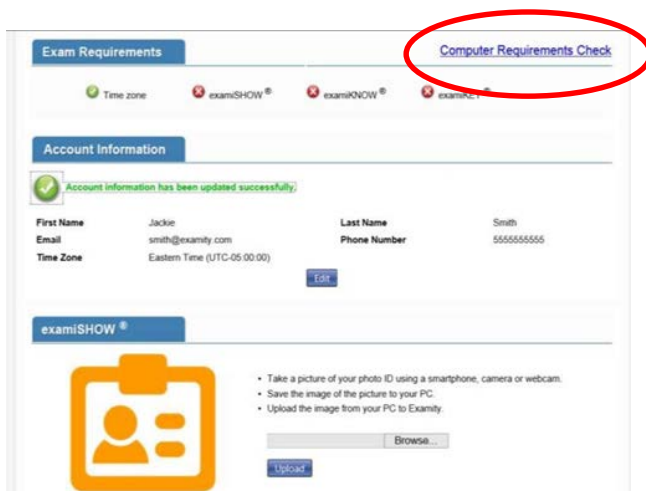 Exam Requirements Computer Requirements Check
Time zone examiSHOW ® examiKNOW ® examiKEY ®
Account Information
Account information has been updated successfully.
First Name Jackie Last Name Smith
Email smith@examity.com Phone Number 5555555555
Time Zone Eastern Time (UTC-05:00:00)
Edit
examiSHOW ®
• Take a picture of your photo ID using a smartphone, camera or webcam.
• Save the image of the picture to your PC.
• Upload the image from your PC to Examity.
Browse...
Upload